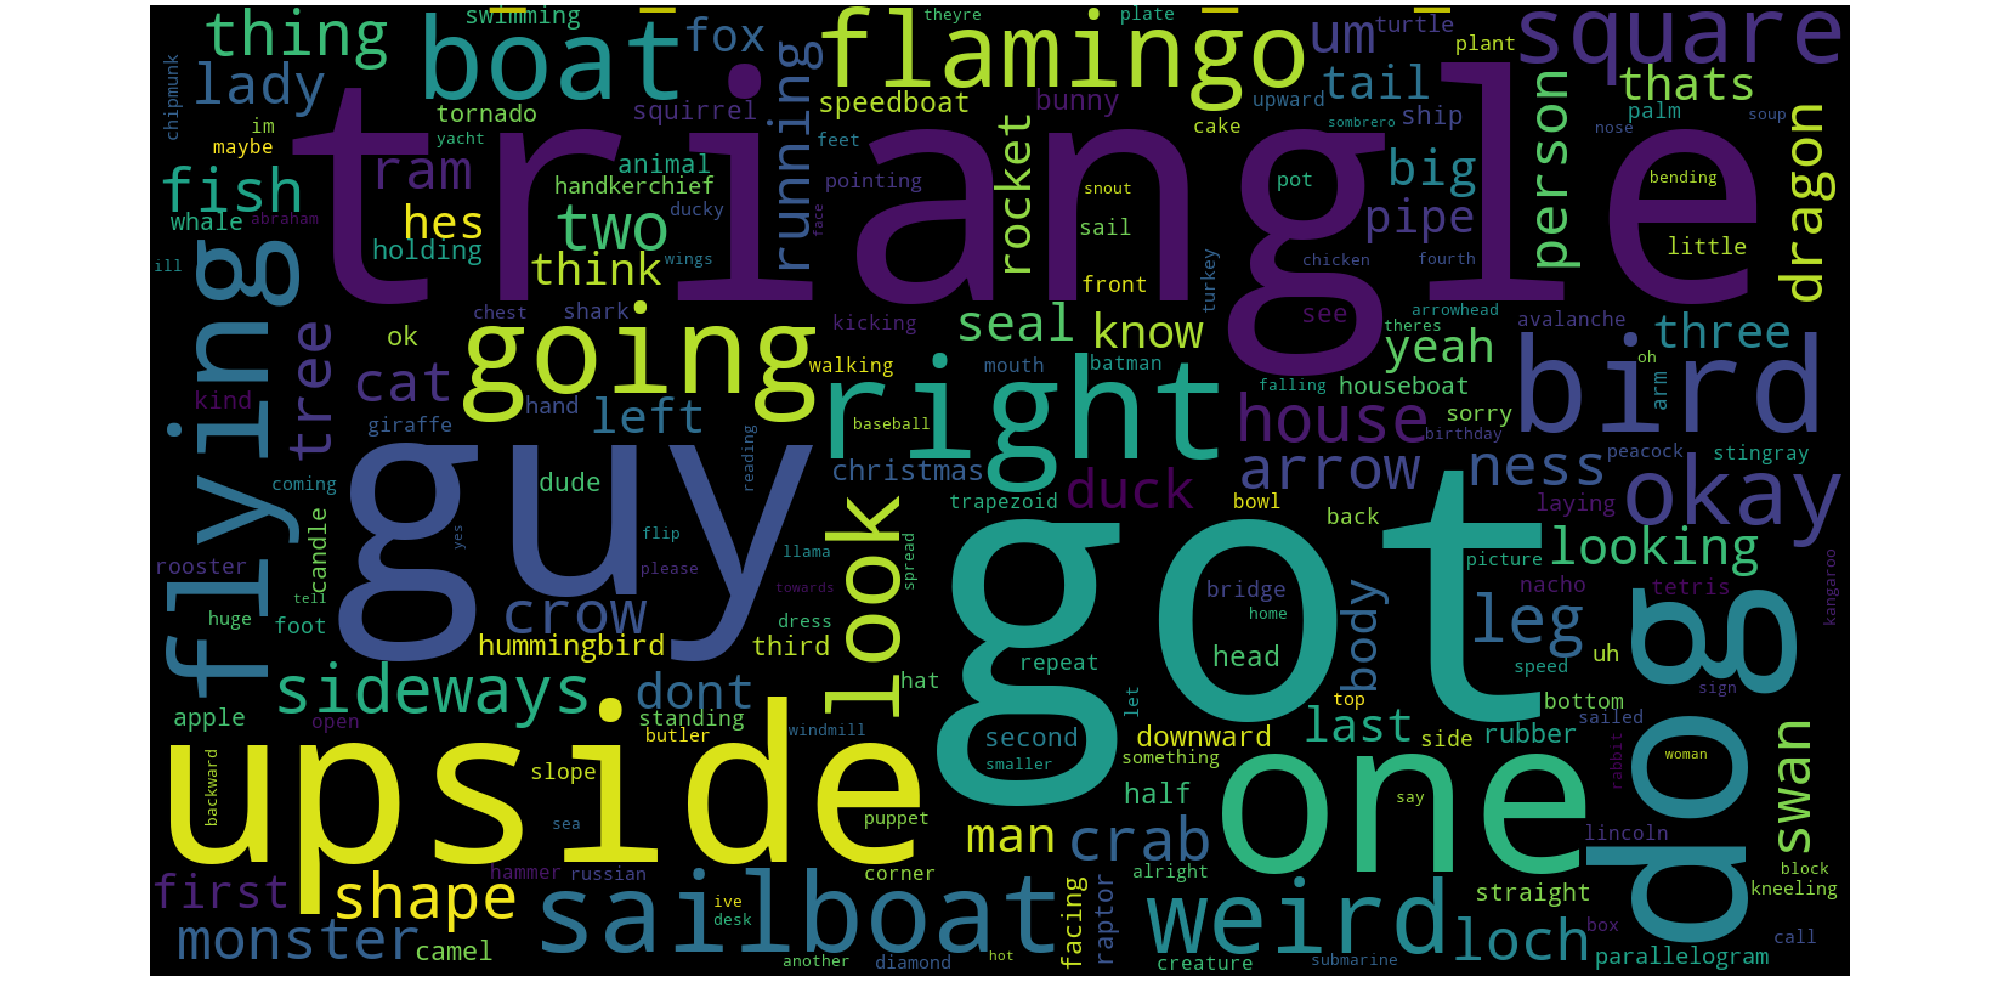 swimming
theyre
plate
thing
boat
fox
flamingo
um
turtle
square
plant
lady
running
tail
thats
chipmunk
triangle
tornado
squirrel
speedboat
bunny
upward
person
palm
dragon
im
yacht
feet
rocket
cake
sombrero
ship
nose
soup
maybe
ram
animal
big
fish
handkerchief
pointing
snout
pot
bending
whale
abraham
hes
two
ducky
face
sail
pipe
little
holding
think
wings
front
turkey
chicken
fourth
ill
flying
tree
chest
shark
kicking
seal
know
see
arrowhead
avalanche
three
ok
going
theres
yeah
bird
oh
cat
walking
right
mouth
batman
falling
houseboat
arm
kind
hand
left
baseball
house
sorry
giraffe
guy
reading
birthday
peacock
stingray
coming
dude
christmas
arrow
ness
okay
candle
look
trapezoid
duck
bowl
back
laying
yes
flip
got
rooster
llama
spread
looking
picture
please
towards
bridge
body
nacho
tetris
kangaroo
tell
huge
foot
crow
dress
home
leg
dog
hummingbird
third
repeat
head
speed
uh
sideways
dont
hat
let
top
bottom
sign
apple
open
standing
butler
windmill
second
downward
last
side
rubber
sailed
swan
upside
backward
slope
smaller
something
one
rabbit
woman
sea
puppet
half
say
man
crab
lincoln
first
hammer
russian
corner
alright
block
shape
sailboat
ive
facing
raptor
weird
straight
kneeling
desk
monster
camel
loch
box
call
another
diamond
hot
creature
submarine
parallelogram